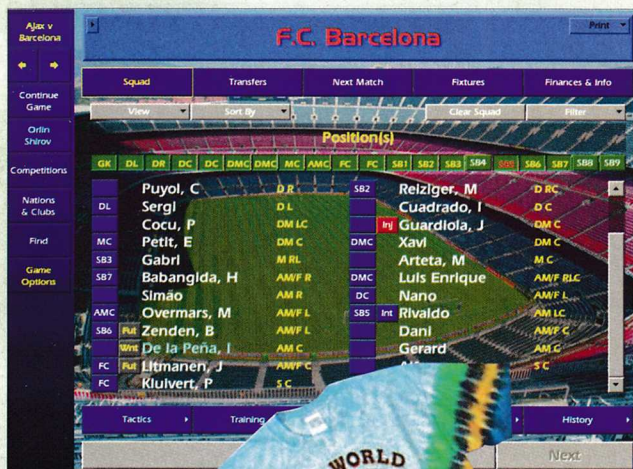 Ajax v
Barcelona
Continue
Game
Orlin
Shirov
Competitions
Nations
& Clubs
Find
Game
Options
F.C. Barcelona
Print
Squad Transfers Next Match Fixtures Finances & Info
View Sort By Clear Squad Filter
Position(s)
GK DL DR DC DC DMC DMC MC AMC FC FC SB1 SB2 SB3 SB4 SB5 SB6 SB7 SB8 SB9
Puyol, C D R SB2 Reiziger, M D RC
DL Sergi D L Cuadrado, I D C
Cocu, P DM LC Inj Guardiola, J DM C
MC Petit, E DM C DMC Xavi DM C
SB3 Gabri M RL Arteta, M M C
SB7 Babangida, H AM/F R DMC Luis Enrique AM/F RLC
Simão AM R DC Nano AM/F L
AMC Overmars, M AM/F L SB5 Int Rivaldo AM LC
SB6 Fut Zenden, B AM/F L Dani AM/F C
Wnt De la Peña, I AM C Gerard AM C
FC Fut Litmanen, J AM/F C S C
FC Kluivert, P S C
Tactics Training History
Next
WORLD